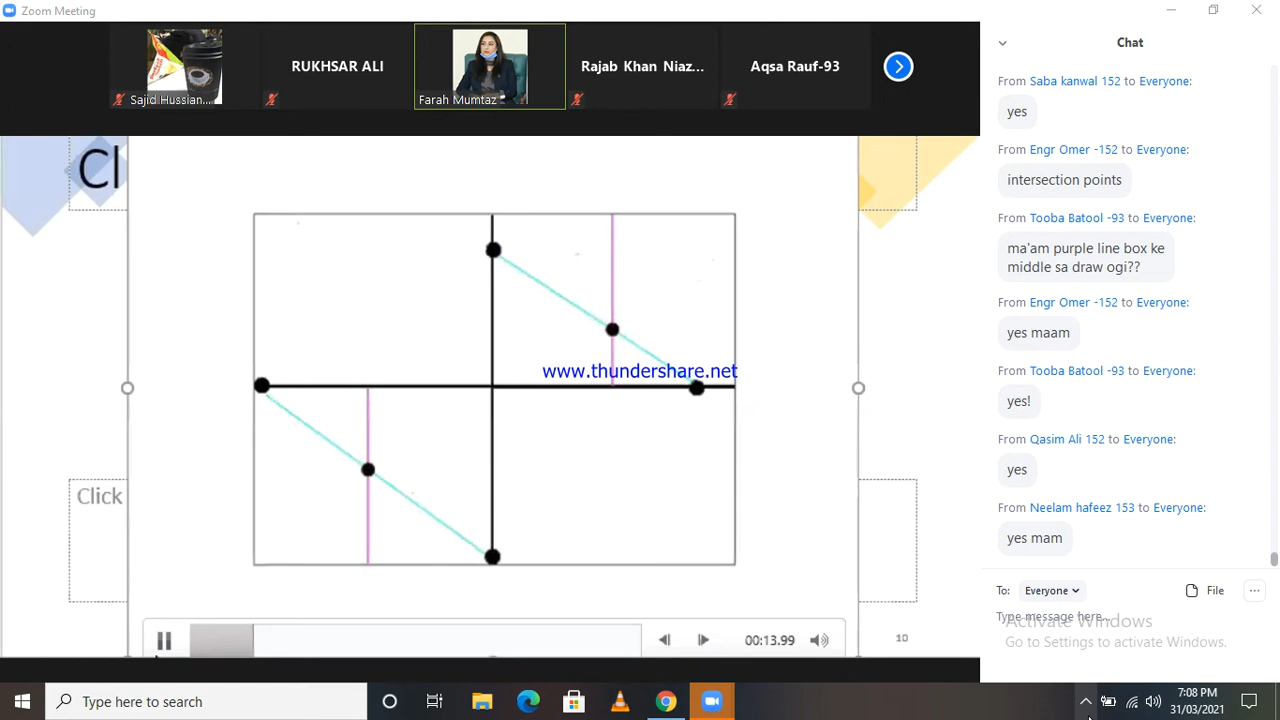 Zoom Meeting
Sajid Hussian...
RUKHSAR ALI
Farah Mumtaz
Rajab Khan Niaz...
Aqsa Rauf-93
Cl
www.thundershare.net
Click
00:13.99
10
Chat
From Saba kanwal 152 to Everyone:
yes
From Engr Omer -152 to Everyone:
intersection points
From Tooba Batool -93 to Everyone:
ma'am purple line box ke
middle sa draw ogi??
From Engr Omer -152 to Everyone:
yes maam
From Tooba Batool -93 to Everyone:
yes!
From Qasim Ali 152 to Everyone:
yes
From Neelam hafeez 153 to Everyone:
yes mam
To: Everyone
File
Type message here...
Activate Windows
Go to Settings to activate Windows.
Type here to search
7:08 PM
31/03/2021